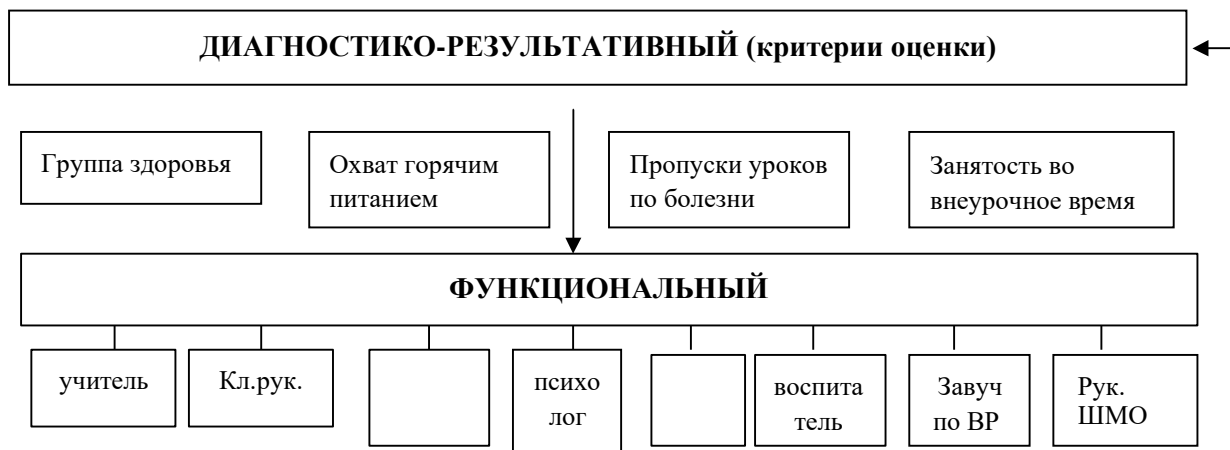 ДИАГНОСТИКО-РЕЗУЛЬТАТИВНЫЙ (критерии оценки)
Группа здоровья
Охват горячим
питанием
Пропуски уроков
по болезни
Занятость во
внеурочное время
ФУНКЦИОНАЛЬНЫЙ
учитель
Кл.рук.
психо
лог
воспита
тель
Завуч
по ВР
Рук.
ШМО